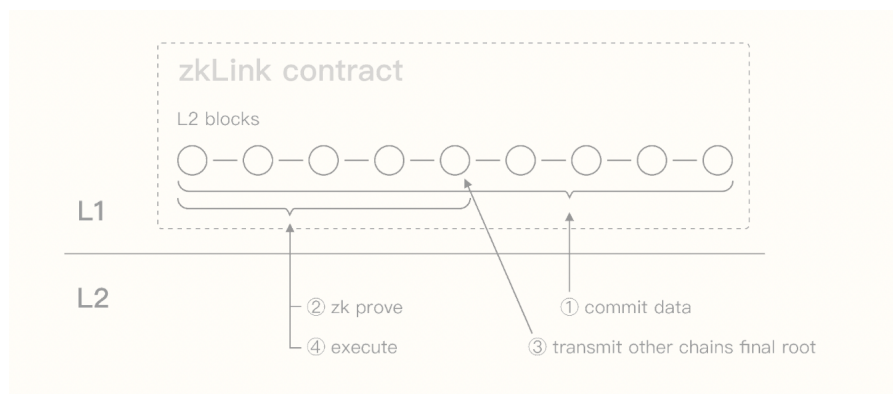 zkLink contract
L2 blocks
L1
L2
① commit data
② zk prove
③ transmit other chains final root
④ execute